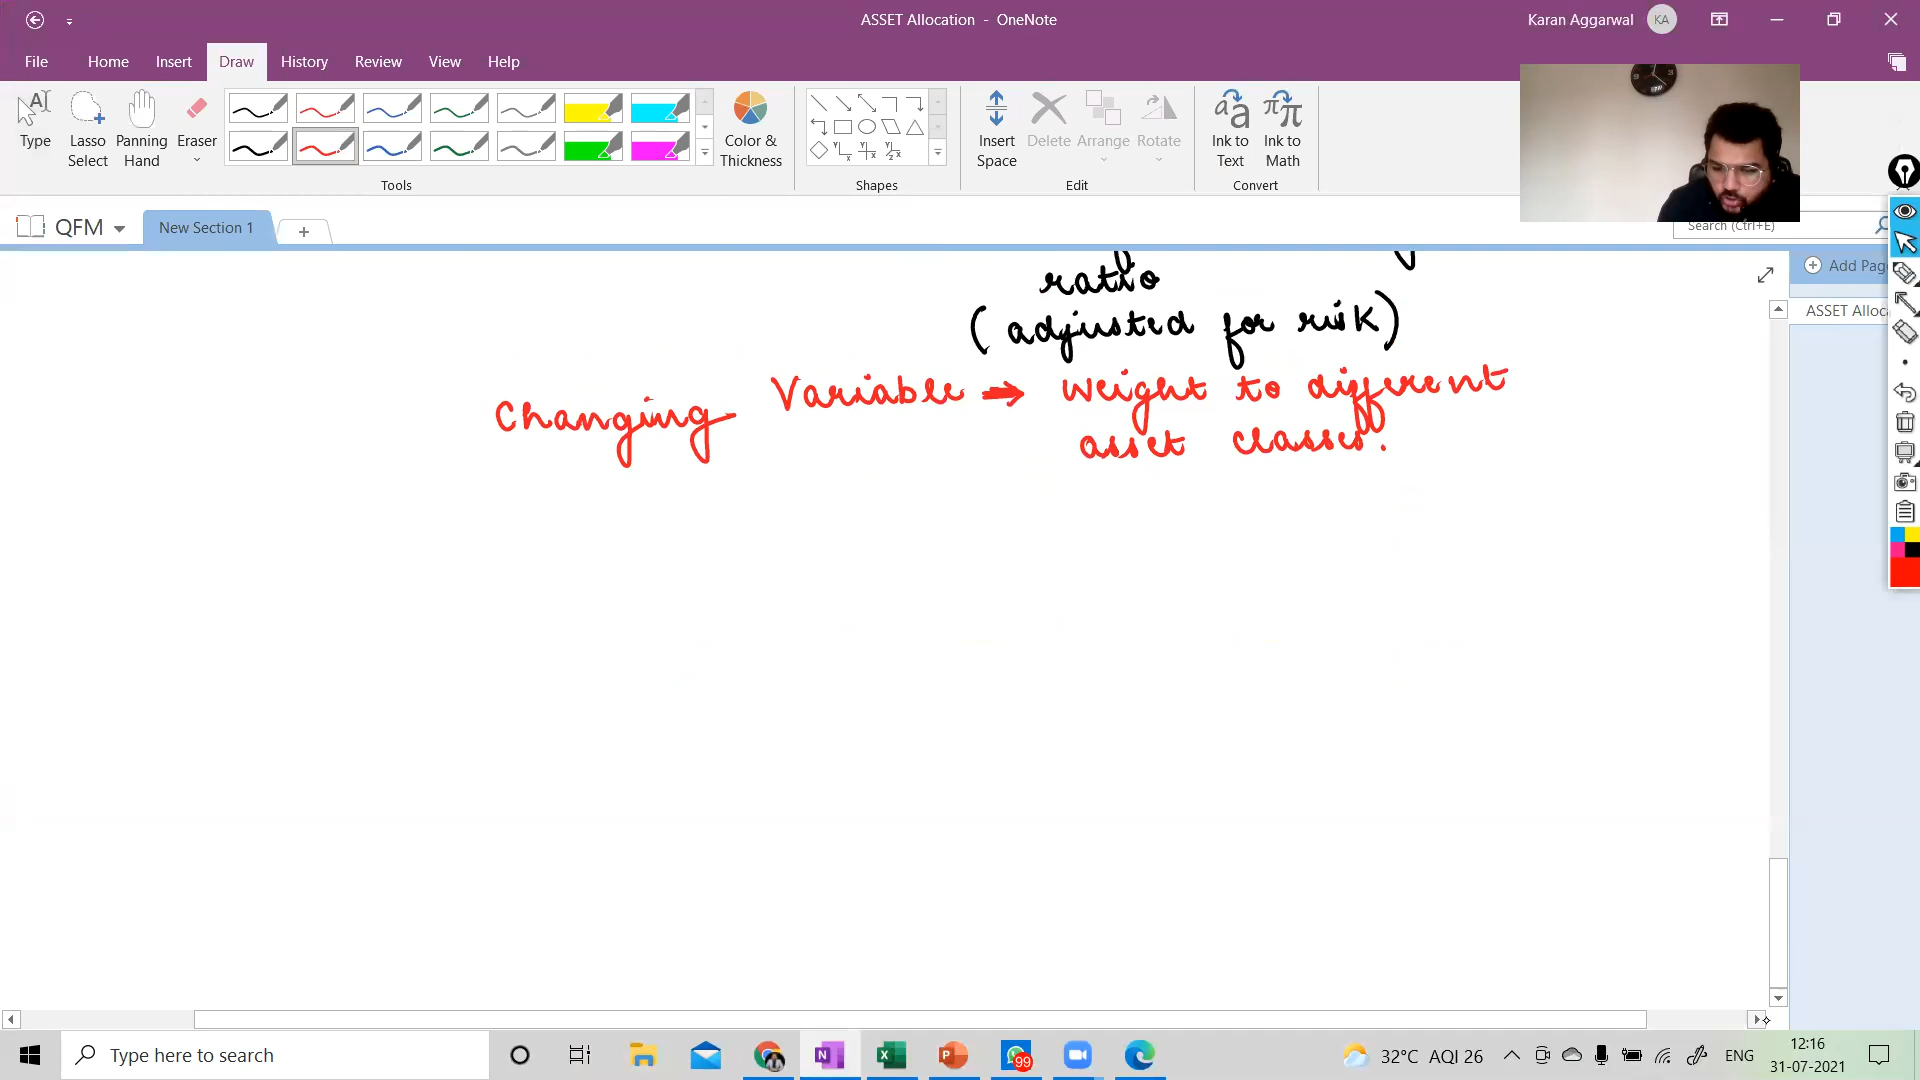 ASSET Allocation - OneNote
Karan Aggarwal
KA
File Home Insert Draw History Review View Help
Type
Lasso Select
Panning Hand
Eraser
Color & Thickness
Insert Space
Delete
Arrange
Rotate
Ink to Text
Ink to Math
Tools
Shapes
Edit
Convert
QFM
New Section 1
Search (Ctrl+E)
Add Page
ASSET Alloca
ratio
(adjusted for risk)
Changing Variable → Weight to different
asset classes.
Type here to search
99
32°C AQI 26
ENG
12:16
31-07-2021